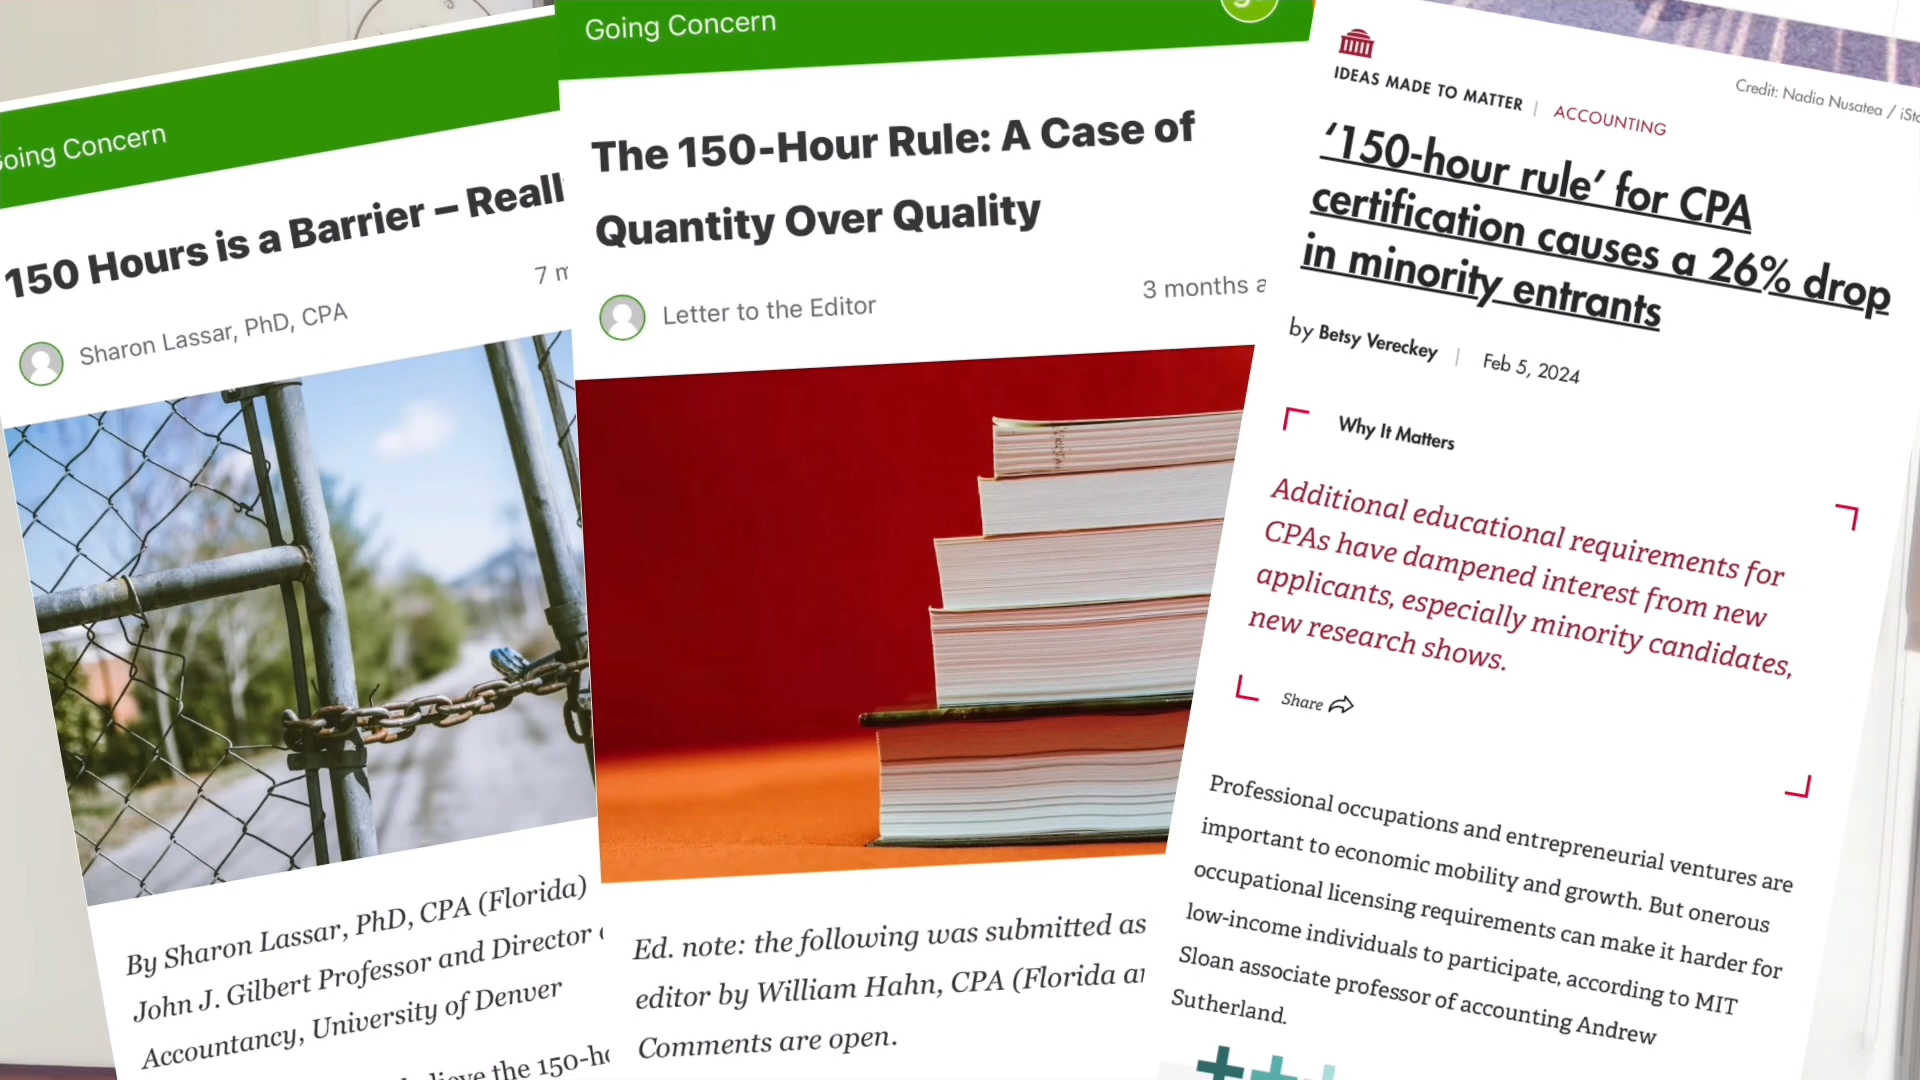 Going Concern
150 Hours is a Barrier –
7
Sharon Lassar, PhD, CPA
By Sharon Lassar, PhD, CPA (Florida)
John J. Gilbert Professor and Director
Accountancy, University of Denver
the
Going Concern
The 150-Hour Rule: A Case of
Quantity Over Quality
Letter to the Editor
3 months
Ed. note: the following was submitted as
editor by William Hahn, CPA (Florida
Comments are open.
Credit: Nadia Nusatea /
IDEAS MADE TO MATTER | ACCOUNTING
‘150-hour rule’ for CPA
certification causes a 26% drop
in minority entrants
by Betsy Vereckey | Feb 5, 2024
Why It Matters
Additional educational requirements for
CPAs have dampened interest from new
applicants, especially minority candidates,
new research shows.
Share
Professional occupations and entrepreneurial ventures are
important to economic mobility and growth. But onerous
occupational licensing requirements can make it harder for
low-income individuals to participate, according to MIT
Sloan associate professor of accounting Andrew
Sutherland.